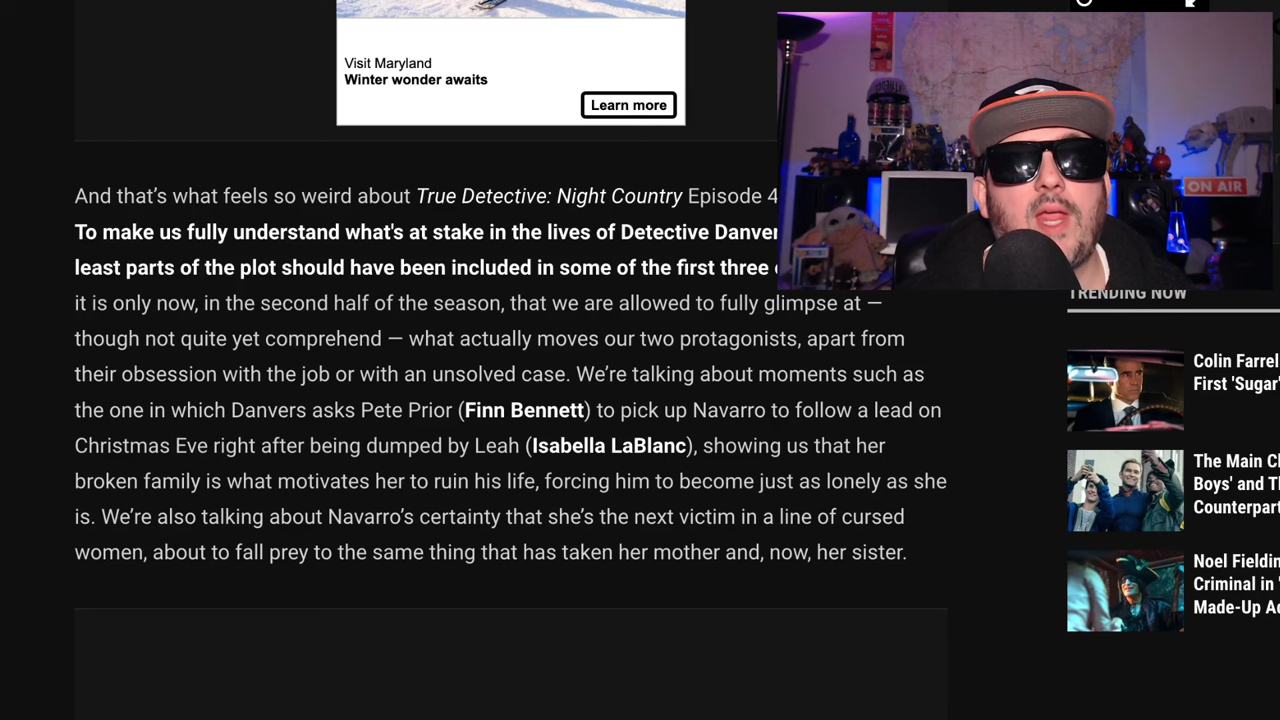 Visit Maryland
Winter wonder awaits
Learn more
And that’s what feels so weird about True Detective: Night Country Episode 4
To make us fully understand what's at stake in the lives of Detective Danver
least parts of the plot should have been included in some of the first three
it is only now, in the second half of the season, that we are allowed to fully glimpse at —
though not quite yet comprehend — what actually moves our two protagonists, apart from
their obsession with the job or with an unsolved case. We’re talking about moments such as
the one in which Danvers asks Pete Prior (Finn Bennett) to pick up Navarro to follow a lead on
Christmas Eve right after being dumped by Leah (Isabella LaBlanc), showing us that her
broken family is what motivates her to ruin his life, forcing him to become just as lonely as she
is. We’re also talking about Navarro’s certainty that she’s the next victim in a line of cursed
women, about to fall prey to the same thing that has taken her mother and, now, her sister.
ON AIR
TRENDING NOW
Colin Farrel
First 'Sugar'
The Main Cl
Boys' and Tl
Counterpart
Noel Fieldin
Criminal in '
Made-Up Ad